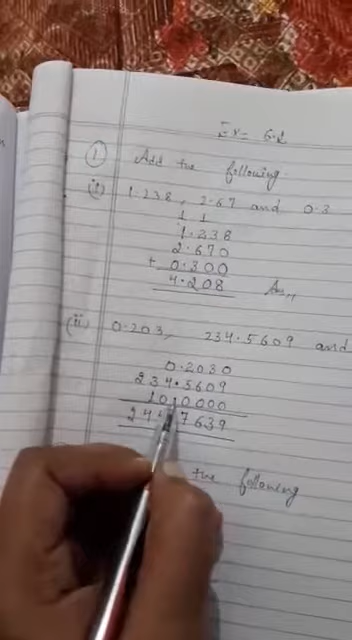 Ex= 6.2
1. Add the following.
(i) 1.238, 2.67 and 0.3
1 1
1.238
2.670
+ 0.300
4.208 Ans,,
(ii) 0.203, 234.5609 and
0.2030
234.5609
10.0000
244.7639
the following